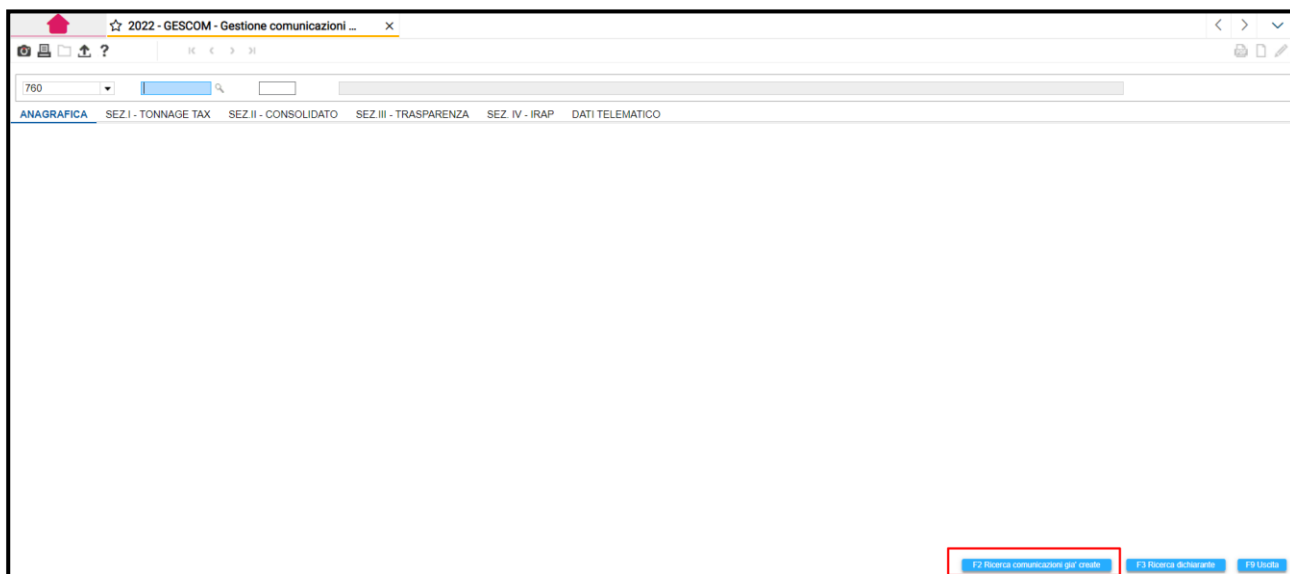 2022 - GESCOM - Gestione comunicazioni ...
?
760
ANAGRAFICA SEZ.I - TONNAGE TAX SEZ.II - CONSOLIDATO SEZ.III - TRASPARENZA SEZ. IV - IRAP DATI TELEMATICO
F2 Ricerca comunicazioni gia' create F3 Ricerca dichiarante F9 Uscita